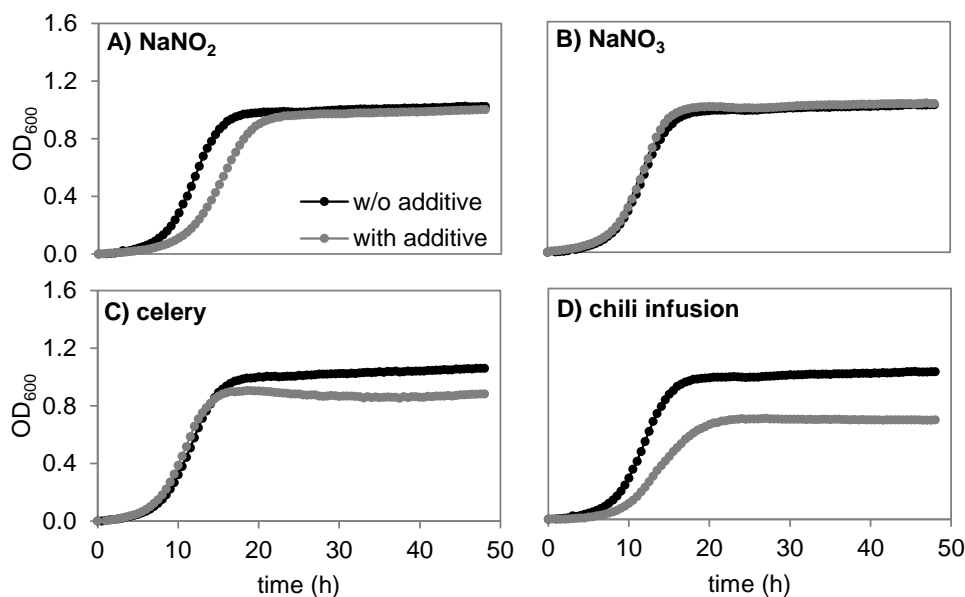 A) NaNO₂
B) NaNO₃
1.6
1.2
0.8
0.4
0.0
OD₆₀₀
w/o additive
with additive
C) celery
D) chili infusion
1.6
1.2
0.8
0.4
0.0
OD₆₀₀
0 10 20 30 40 50
0 10 20 30 40 50
time (h)
time (h)